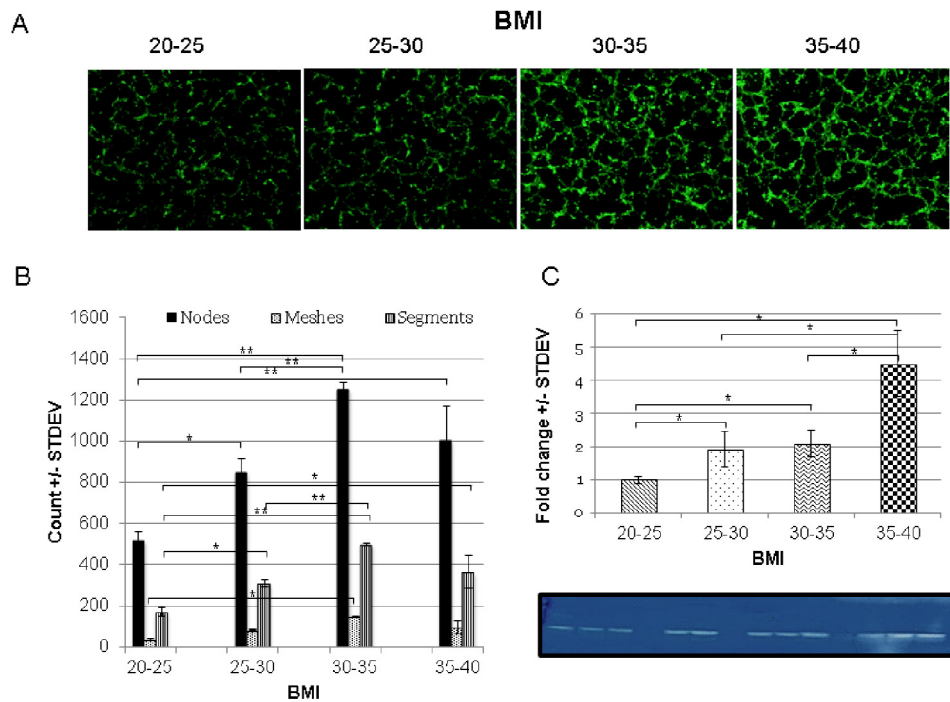 A
BMI
20-25 25-30 30-35 35-40
B
Nodes Meshes Segments
Count +/- STDEV
1600
1400
1200
1000
800
600
400
200
0
**
**
**
*
*
**
**
*
*
20-25 25-30 30-35 35-40
BMI
C
Fold change +/- STDEV
6
5
4
3
2
1
0
*
*
*
*
*
20-25 25-30 30-35 35-40
BMI